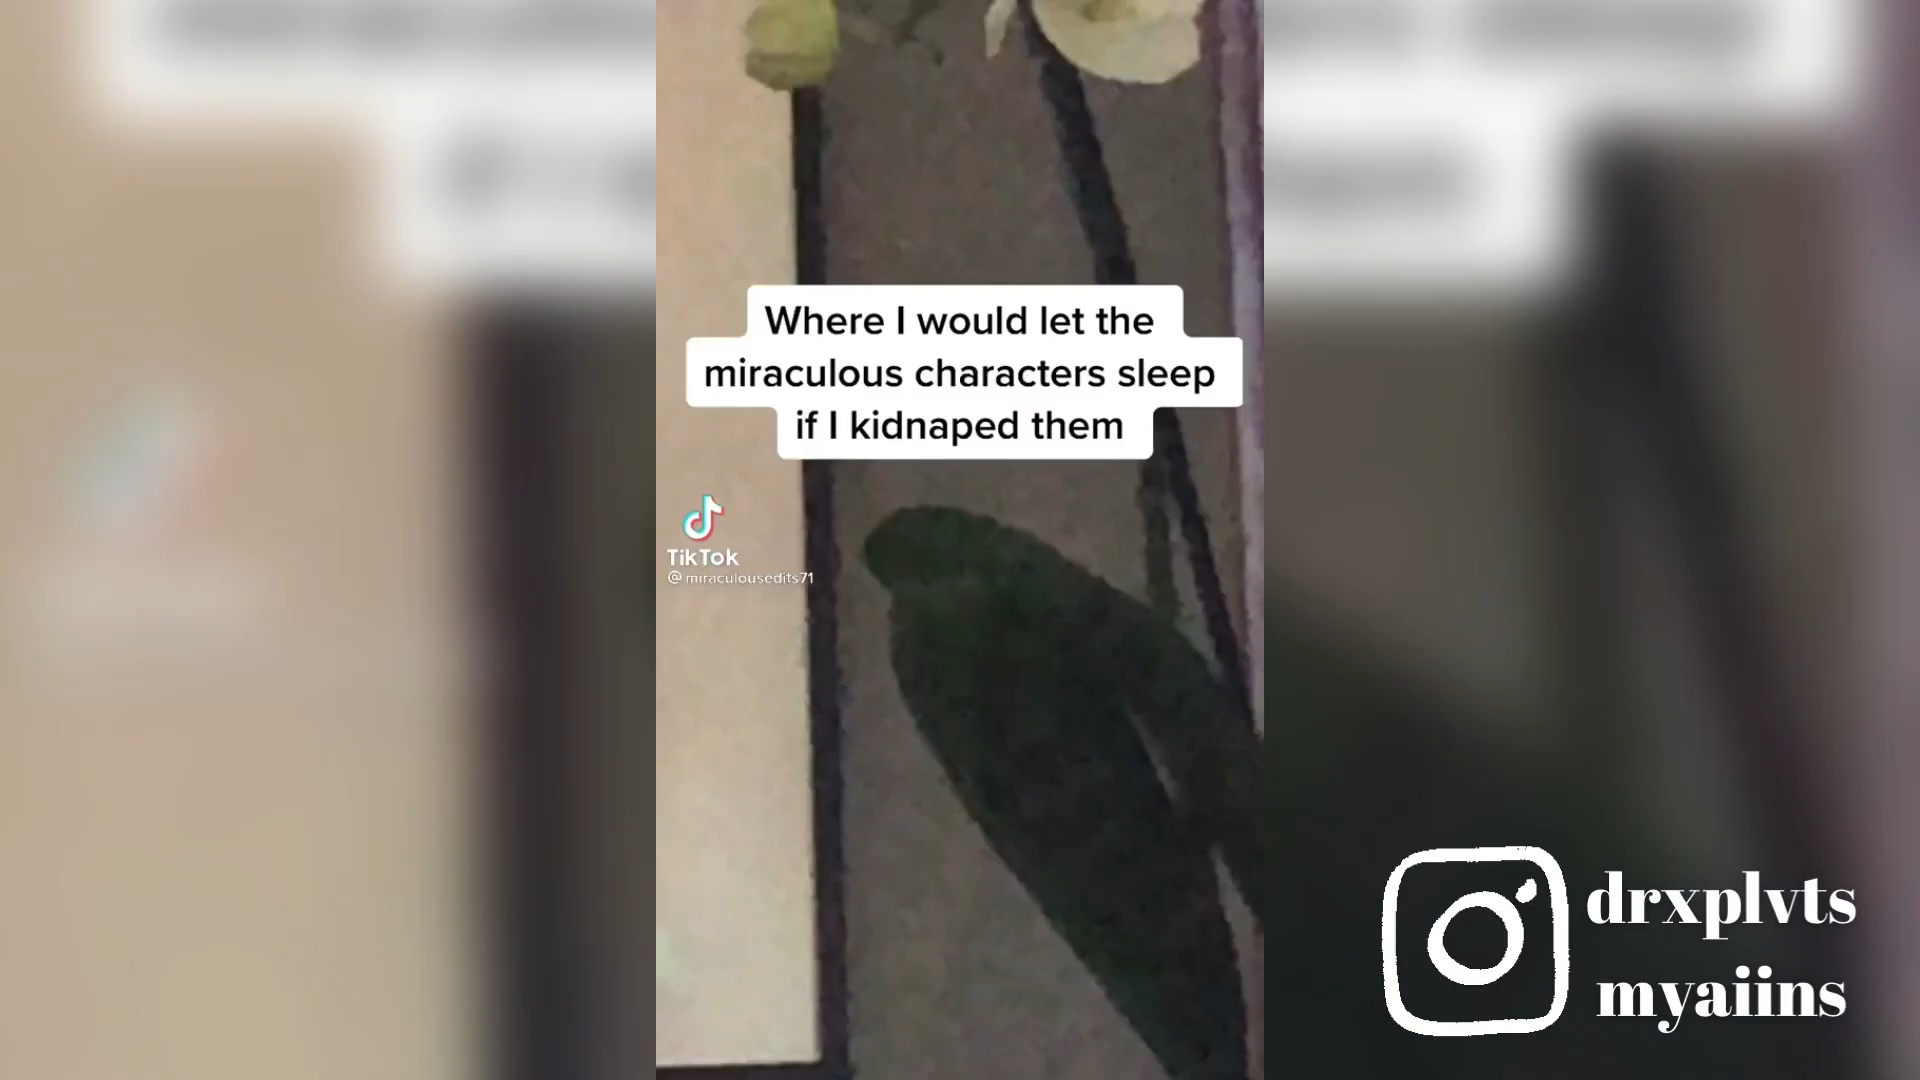 Where I would let the
miraculous characters sleep
if I kidnaped them
TikTok
@miraculousedits71
drxplvts
myaiins